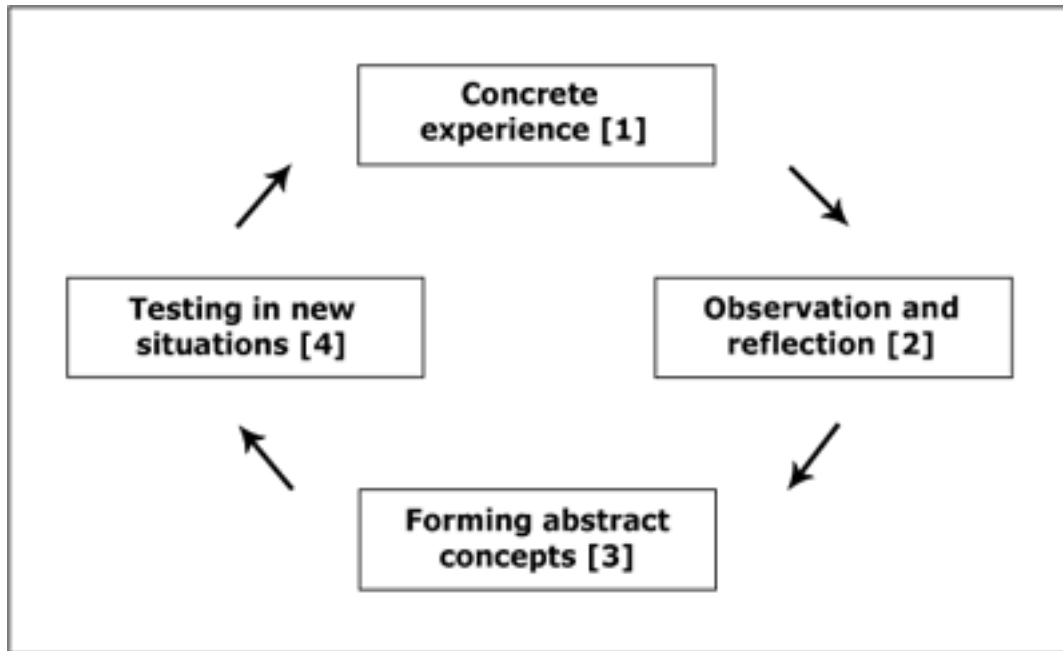 Concrete
experience [1]
Testing in new
situations [4]
Observation and
reflection [2]
Forming abstract
concepts [3]